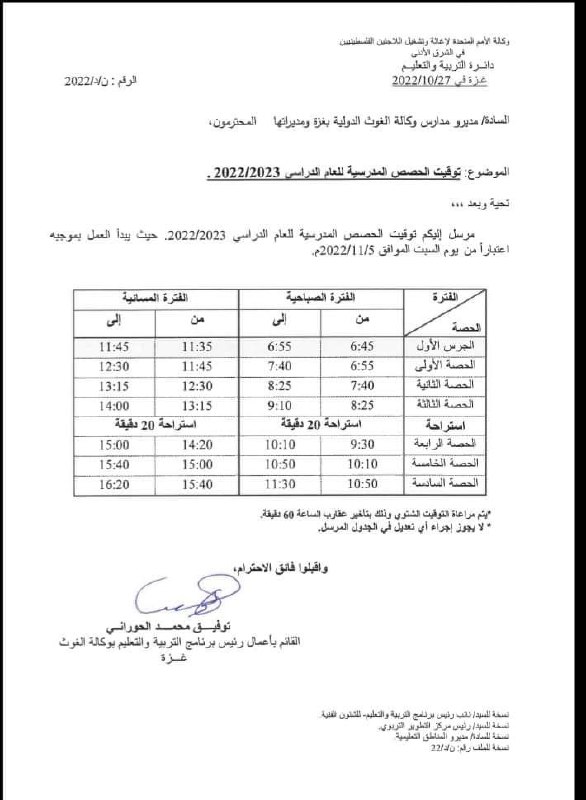 وكالة الأمم المتحدة لإغاثة وتشغيل اللاجئين الفلسطينيين
في الشرق الأدنى
دائرة التربية والتعليم
غزة في 2022/10/27
الرقم : ن/د/2022
السادة/ مديرو مدارس وكالة الغوث الدولية بغزة ومديراتها المحترمون،
الموضوع: توقيت الحصص المدرسية للعام الدراسي 2022/2023 .
تحية وبعد ،،،
مرسل إليكم توقيت الحصص المدرسية للعام الدراسي 2022/2023. حيث يبدأ العمل بموجبه
اعتباراً من يوم السبت الموافق 2022/11/5م.
الفترة الفترة الصباحية الفترة المسائية
الحصة من إلى من إلى
الجرس الأول 6:45 6:55 11:35 11:45
الحصة الأولى 6:55 7:40 11:45 12:30
الحصة الثانية 7:40 8:25 12:30 13:15
الحصة الثالثة 8:25 9:10 13:15 14:00
استراحة استراحة 20 دقيقة استراحة 20 دقيقة
الحصة الرابعة 9:30 10:10 14:20 15:00
الحصة الخامسة 10:10 10:50 15:00 15:40
الحصة السادسة 10:50 11:30 15:40 16:20
*يتم مراعاة التوقيت الشتوي وذلك بتأخير عقارب الساعة 60 دقيقة.
* لا يجوز إجراء أي تعديل في الجدول المرسل.
واقبلوا فائق الاحترام،
توفيـــق محمـــد الحورانـــي
القائم بأعمال رئيس برنامج التربية والتعليم بوكالة الغوث
غـــزة
نسخة للسيد/ نائب رئيس برنامج التربية والتعليم- للشئون الفنية.
نسخة للسيد/ رئيس مركز التطوير التربوي.
نسخة للسادة/ مديرو المناطق التعليمية
نسخة للملف رقم: ن/د/22